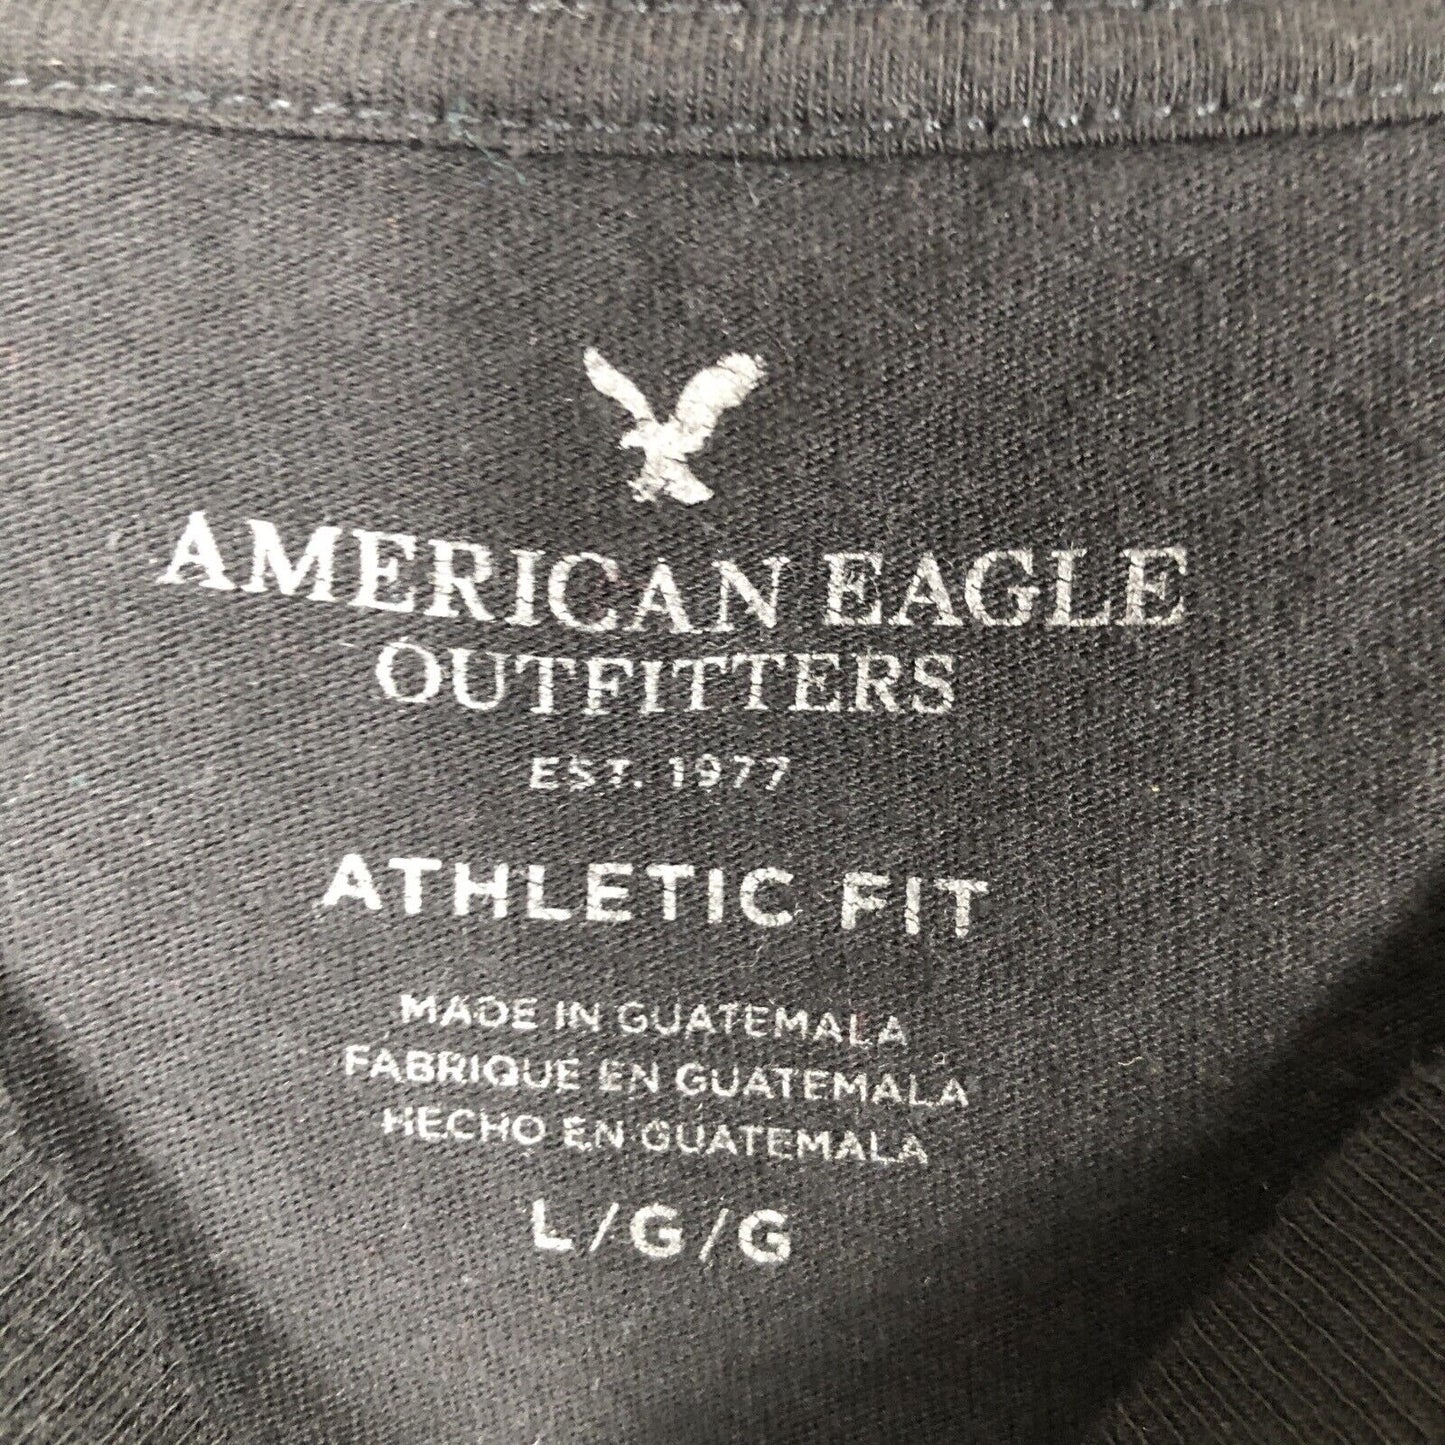 AMERICAN EAGLE
OUTFITTERS
EST. 1977
ATHLETIC FIT
MADE IN GUATEMALA
FABRIQUE EN GUATEMALA
HECHO EN GUATEMALA
L/G/G